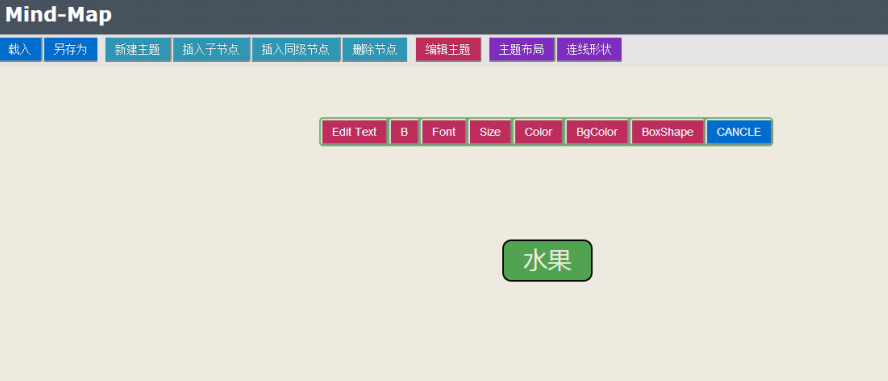 Mind-Map
载入 另存为 新建主题 插入子节点 插入同级节点 删除节点 编辑主题 主题布局 连线形状
Edit Text B Font Size Color BgColor BoxShape CANCLE
水果